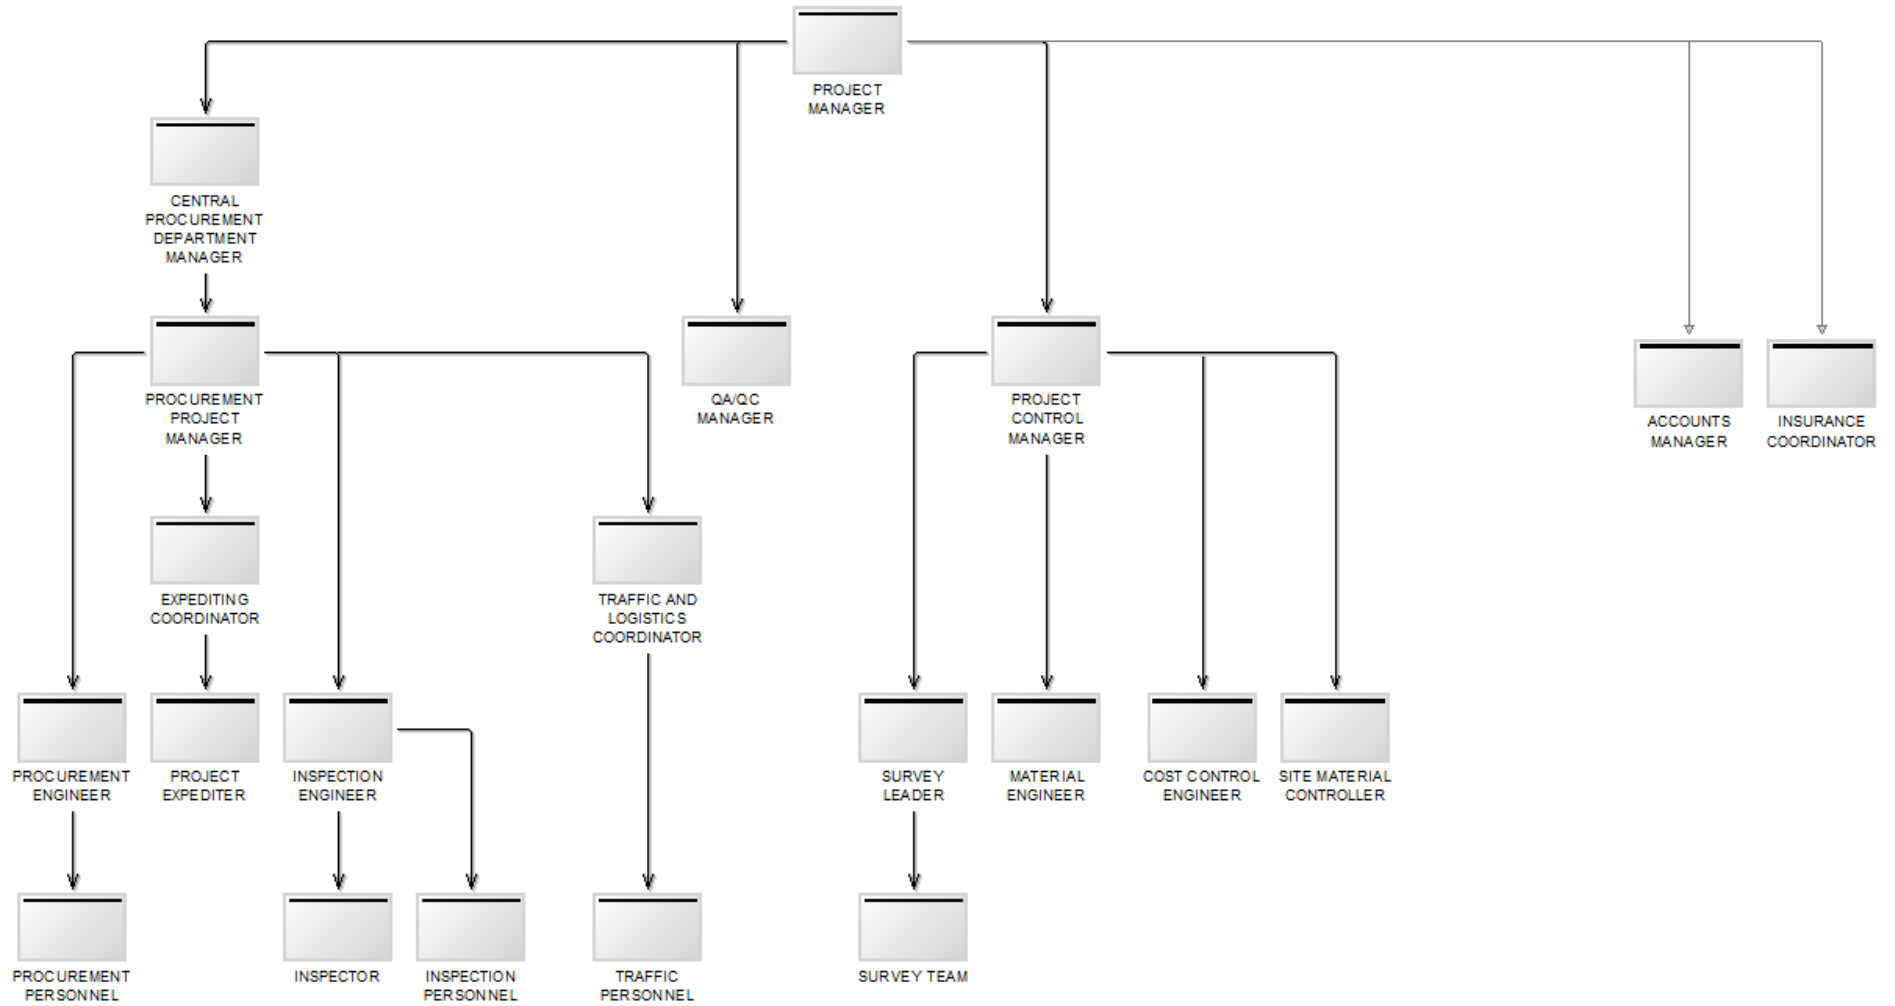 PROJECT
MANAGER
CENTRAL
PROCUREMENT
DEPARTMENT
MANAGER
PROCUREMENT
PROJECT
MANAGER
QA/QC
MANAGER
PROJECT
CONTROL
MANAGER
ACCOUNTS
MANAGER
INSURANCE
COORDINATOR
EXPEDITING
COORDINATOR
TRAFFIC AND
LOGISTICS
COORDINATOR
PROCUREMENT
ENGINEER
PROJECT
EXPEDITER
INSPECTION
ENGINEER
SURVEY
LEADER
MATERIAL
ENGINEER
COST CONTROL
ENGINEER
SITE MATERIAL
CONTROLLER
PROCUREMENT
PERSONNEL
INSPECTOR
INSPECTION
PERSONNEL
TRAFFIC
PERSONNEL
SURVEY TEAM